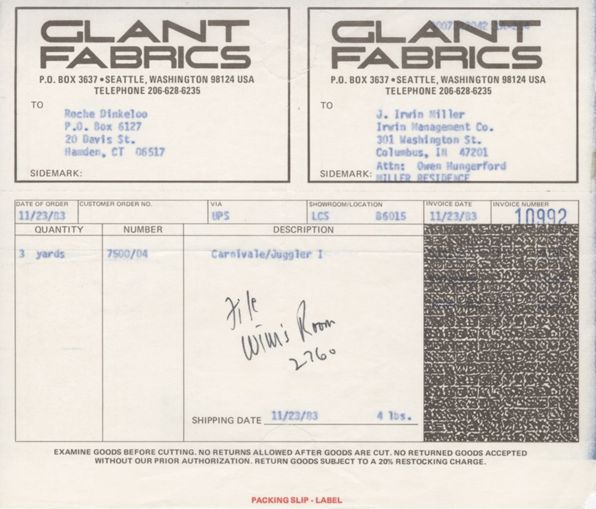 GLANT
FABRICS
P.O. BOX 3637 • SEATTLE, WASHINGTON 98124 USA
TELEPHONE 206-628-6235
TO
Roche Dinkeloo
P.O. Box 6127
20 Davis St.
Hamden, CT 06517
SIDEMARK:
GLANT
FABRICS
P.O. BOX 3637 • SEATTLE, WASHINGTON 98124 USA
TELEPHONE 206-628-6235
TO
J. Irwin Miller
Irwin Management Co.
301 Washington St.
Columbus, IN 47201
Attn: Owen Hungerford
SIDEMARK: MILLER RESIDENCE
DATE OF ORDER CUSTOMER ORDER NO. VIA SHOWROOM/LOCATION INVOICE DATE INVOICE NUMBER
11/23/83 UPS LCS 86015 11/23/83 10992
QUANTITY NUMBER DESCRIPTION
3 yards 7500/04 Carnivale/Juggler I
File
Wim's Room
2760
SHIPPING DATE 11/23/83 4 lbs.
EXAMINE GOODS BEFORE CUTTING. NO RETURNS ALLOWED AFTER GOODS ARE CUT. NO RETURNED GOODS ACCEPTED
WITHOUT OUR PRIOR AUTHORIZATION. RETURN GOODS SUBJECT TO A 20% RESTOCKING CHARGE.
PACKING SLIP - LABEL